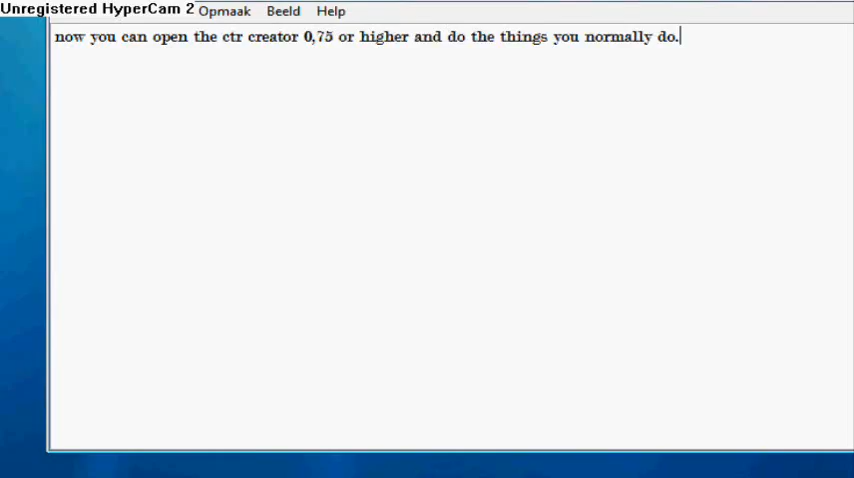 Unregistered HyperCam 2 Opmaak Beeld Help
now you can open the ctr creator 0,75 or higher and do the things you normally do.